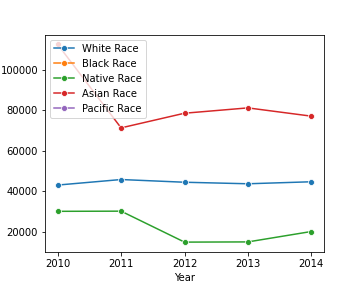 White Race
Black Race
Native Race
Asian Race
Pacific Race
100000
80000
60000
40000
20000
2010 2011 2012 2013 2014
Year